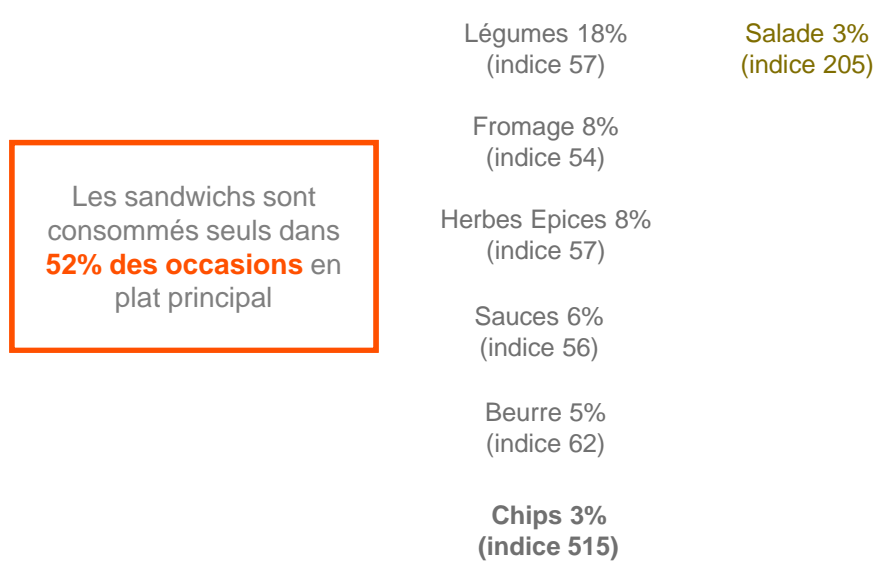 Légumes 18%
(indice 57)
Salade 3%
(indice 205)
Fromage 8%
(indice 54)
Les sandwichs sont
consommés seuls dans
52% des occasions en
plat principal
Herbes Epices 8%
(indice 57)
Sauces 6%
(indice 56)
Beurre 5%
(indice 62)
Chips 3%
(indice 515)